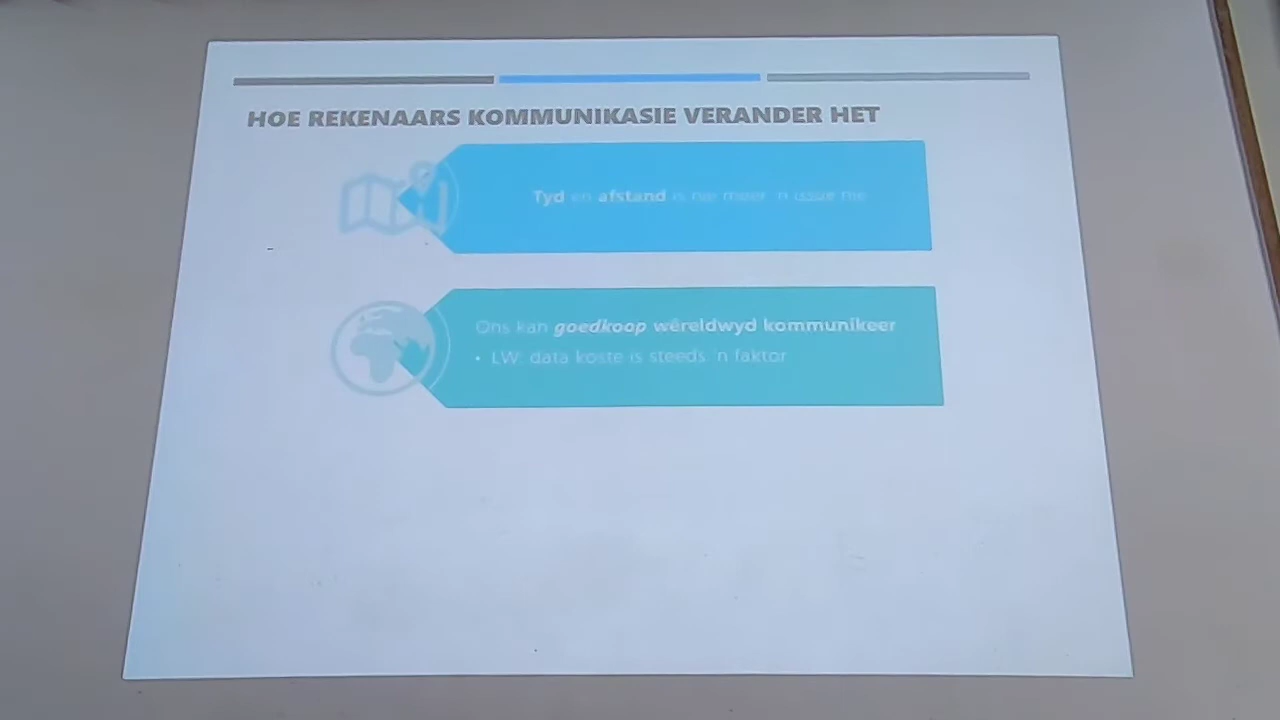 HOE REKENAARS KOMMUNIKASIE VERANDER HET
Tyd en afstand is nie meer 'n issue nie
Ons kan goedkoop wêreldwyd kommunikeer
• LW: data koste is steeds 'n faktor